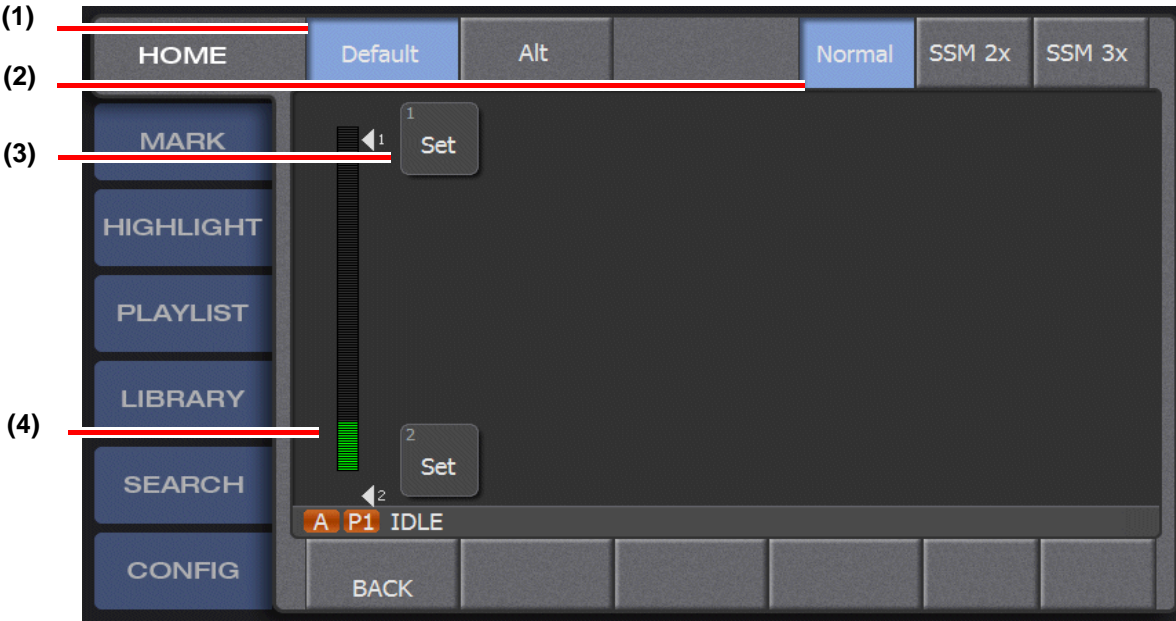 (1)
HOME
Default
Alt
Normal
SSM 2x
SSM 3x
(2)
MARK
1
1
Set
(3)
HIGHLIGHT
PLAYLIST
LIBRARY
(4)
2
Set
SEARCH
2
A P1 IDLE
CONFIG
BACK